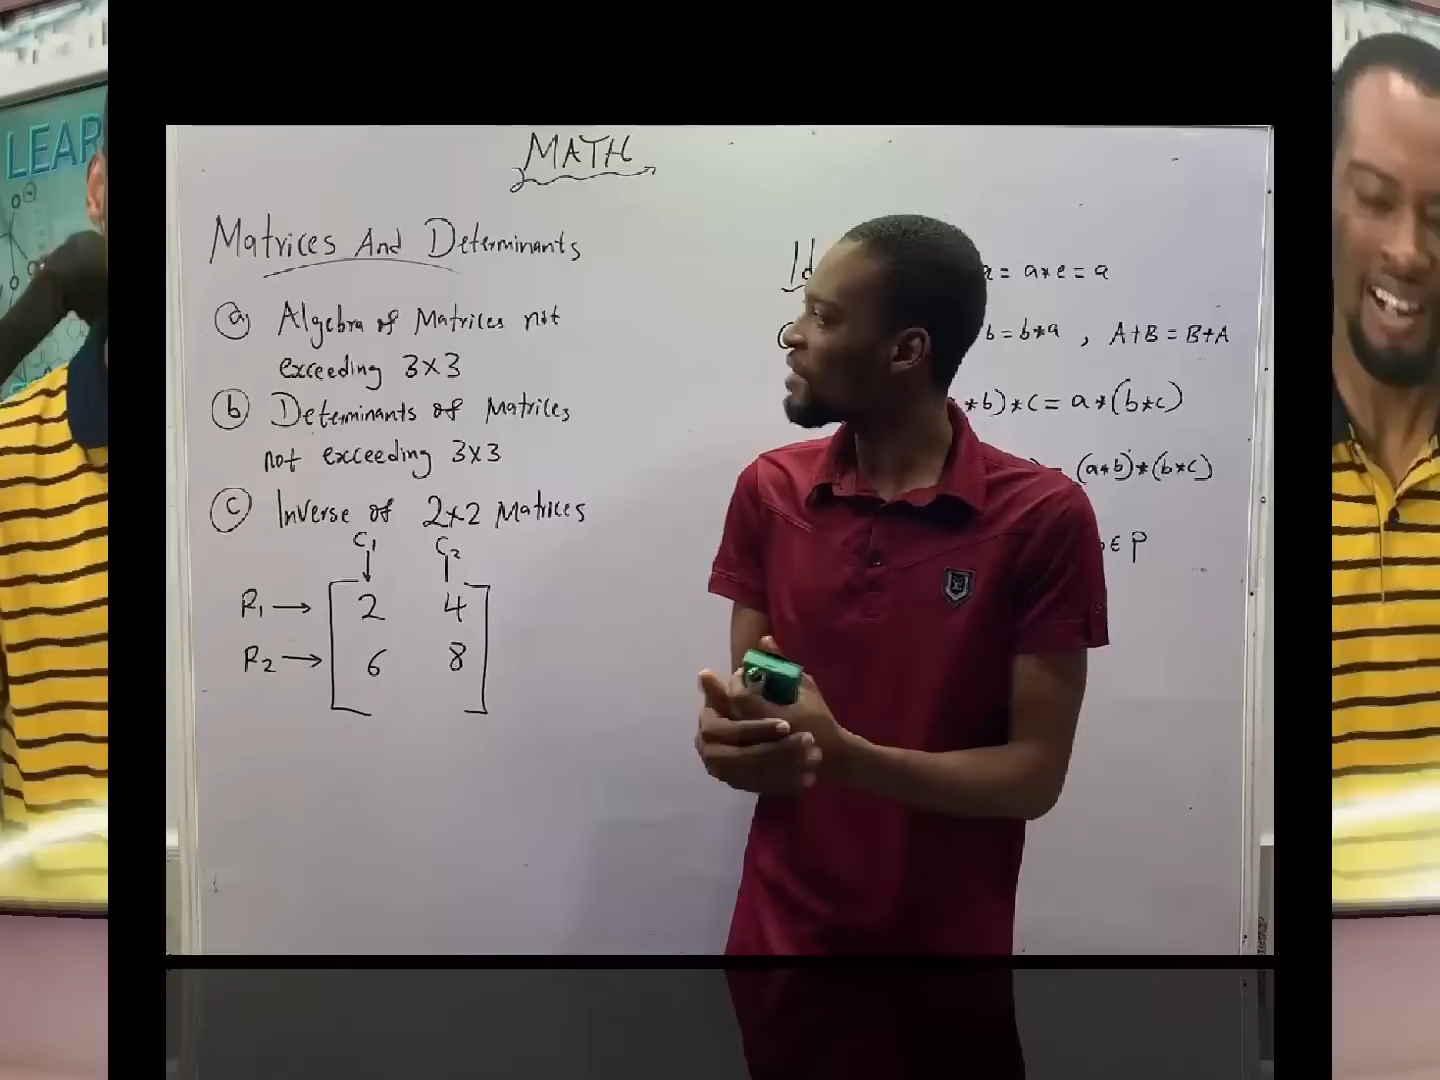 LEAR
MATH
Matrices And Determinants
a Algebra of Matrices not
exceeding 3x3
b Determinants of Matrices
not exceeding 3x3
c Inverse of 2x2 Matrices
C1 C2
R1 → 2 4
R2 → 6 8
= a*e = a
b = b*a , A+B = B+A
*b)*c = a*(b*c)
= (a*b)*(b*c)
∈ P